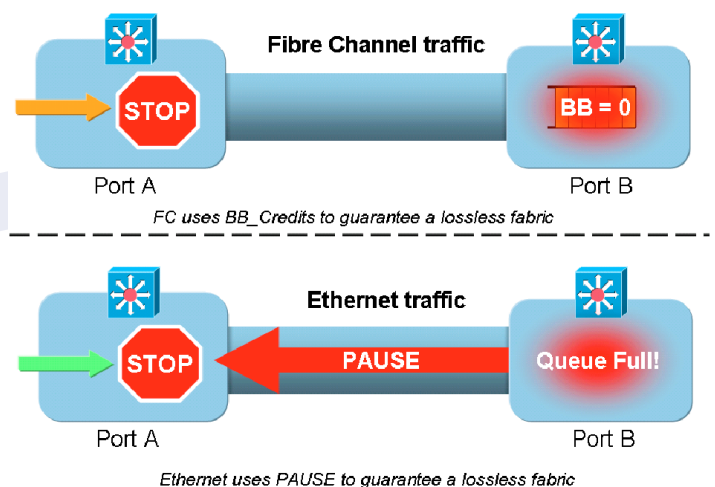 Fibre Channel traffic
STOP
BB = 0
Port A
Port B
FC uses BB_Credits to guarantee a lossless fabric
Ethernet traffic
STOP
PAUSE
Queue Full!
Port A
Port B
Ethernet uses PAUSE to guarantee a lossless fabric